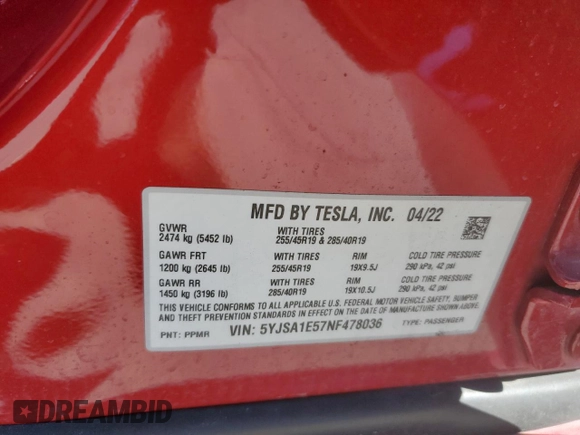 MFD BY TESLA, INC. 04/22
GVWR WITH TIRES
2474 kg (5452 lb) 255/45R19 & 285/40R19
GAWR FRT WITH TIRES RIM COLD TIRE PRESSURE
1200 kg (2645 lb) 255/45R19 19X9.5J 290 kPa, 42 psi
GAWR RR WITH TIRES RIM COLD TIRE PRESSURE
1450 kg (3196 lb) 285/40R19 19X10.5J 290 kPa, 42 psi
THIS VEHICLE CONFORMS TO ALL APPLICABLE FEDERAL MOTOR VEHICLE SAFETY, BUMPER
AND THEFT PREVENTION STANDARDS IN EFFECT ON THE DATE OF MANUFACTURE SHOWN ABOVE.
PNT: PPMR VIN: 5YJSA1E57NF478036 TYPE: PASSENGER
DREAMBID